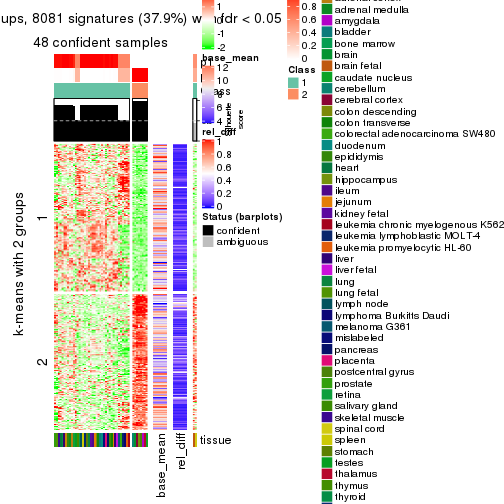 ups, 8081 signatures (37.9%) w h fdr < 0.05
48 confident samples
k-means with 2 groups
1
2
1
0
-1
-2
base_mean
12
10
8
6
4
rel_diff
1
0.8
0.6
0.4
0.2
0
Status (barplots)
confident
ambiguous
score
tissue
base_mean
rel_diff
0.8
0.6
0.4
0.2
0
Class
1
2
adrenal medulla
amygdala
bladder
bone marrow
brain
brain fetal
caudate nucleus
cerebellum
cerebral cortex
colon descending
colon transverse
colorectal adenocarcinoma SW480
duodenum
epididymis
heart
hippocampus
ileum
jejunum
kidney fetal
leukemia chronic myelogenous K562
leukemia lymphoblastic MOLT-4
leukemia promyelocytic HL-60
liver
liver fetal
lung
lung fetal
lymph node
lymphoma Burkitts Daudi
melanoma G361
mislabeled
pancreas
placenta
postcentral gyrus
prostate
retina
salivary gland
skeletal muscle
spinal cord
spleen
stomach
testes
thalamus
thymus
thyroid